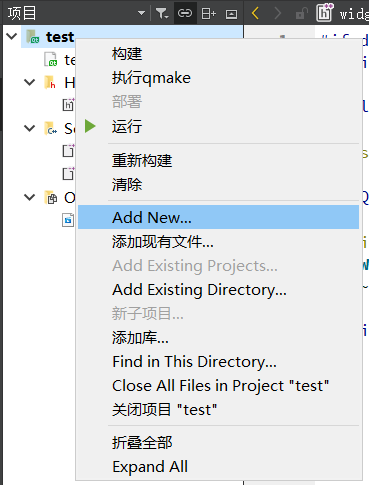 项目
widg
test
1
#ifd
te
H
Sc
O
构建
执行qmake
部署
运行
重新构建
清除
Add New...
添加现有文件...
Add Existing Projects...
Add Existing Directory...
新子项目...
添加库...
Find in This Directory...
Close All Files in Project "test"
关闭项目 "test"
折叠全部
Expand All